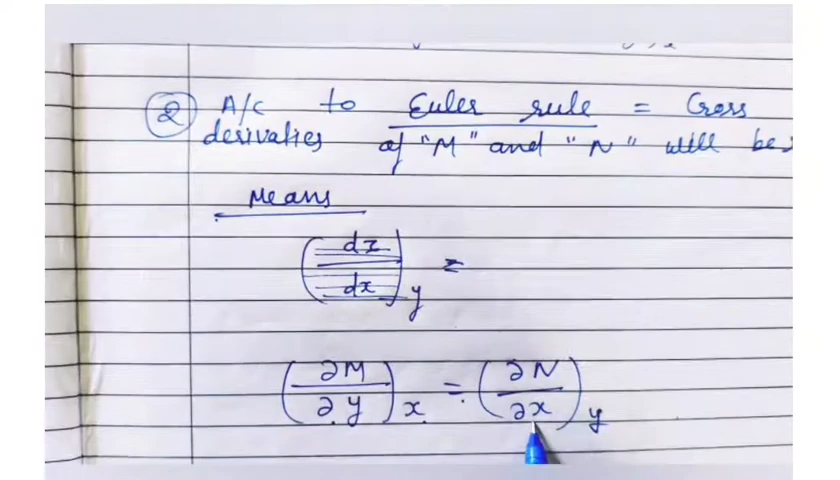 ② A/C to Euler rule = Cross
derivaties of "M" and "N" will be
Means
(dz/dx)y =
(∂M/∂y)x = (∂N/∂x)y